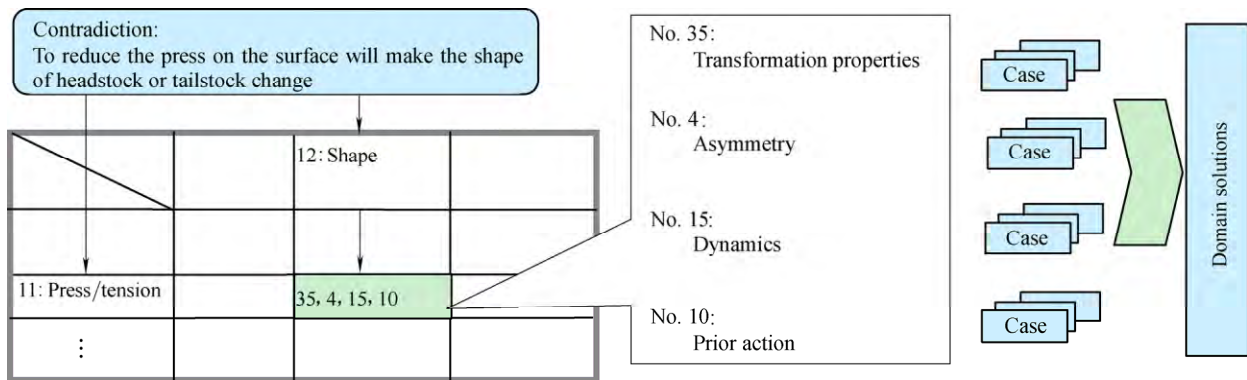 Contradiction:
To reduce the press on the surface will make the shape
of headstock or tailstock change
12: Shape
11: Press/tension
35, 4, 15, 10
⋮
No. 35:
Transformation properties
No. 4:
Asymmetry
No. 15:
Dynamics
No. 10:
Prior action
Case
Case
Case
Case
Domain solutions